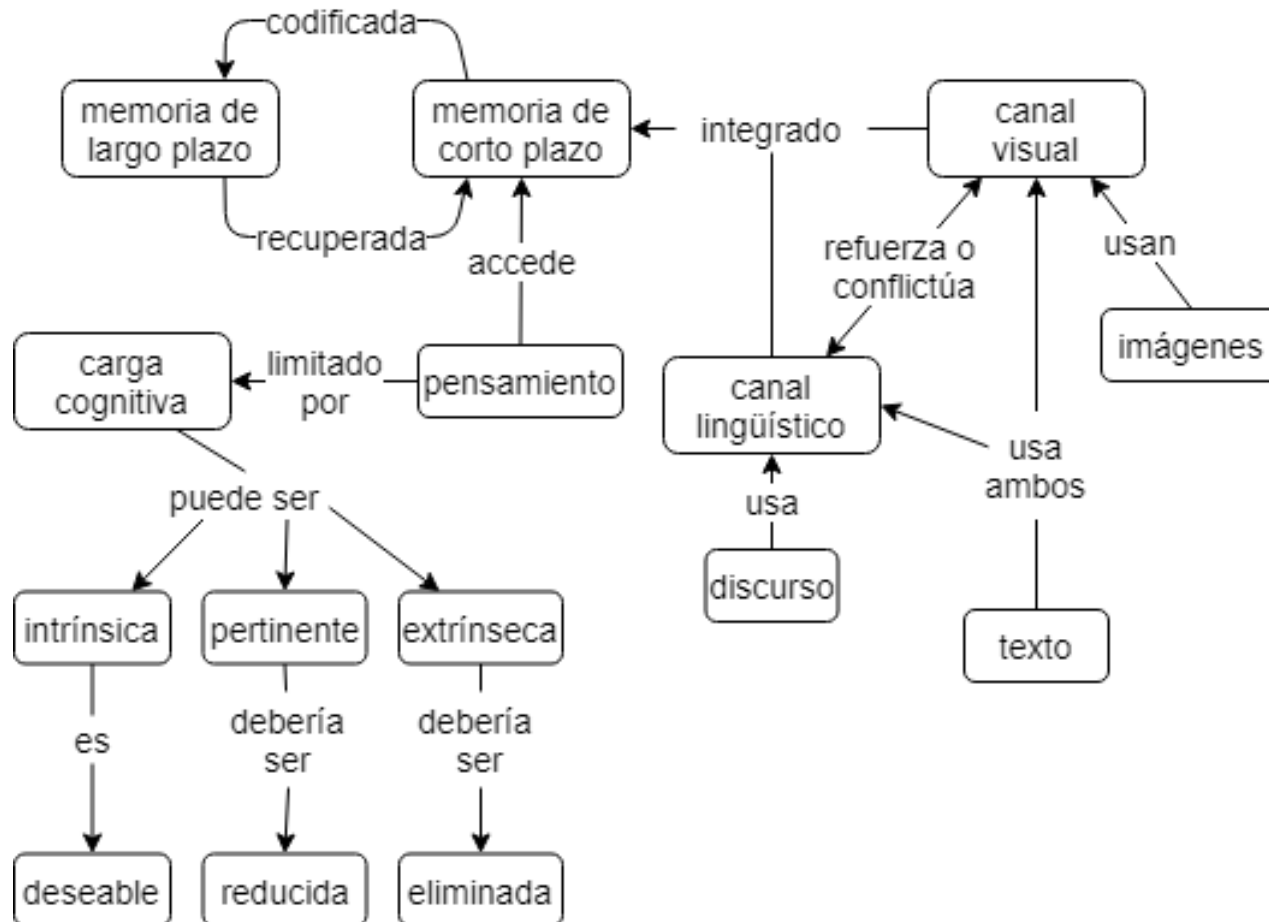 codificada
memoria de
largo plazo
memoria de
corto plazo
integrado
canal
visual
recuperada
accede
refuerza o
conflictúa
usan
imágenes
carga
cognitiva
limitado
por
pensamiento
canal
lingüístico
usa
ambos
puede ser
usa
discurso
texto
intrínsica
pertinente
extrínseca
es
debería
ser
debería
ser
deseable
reducida
eliminada